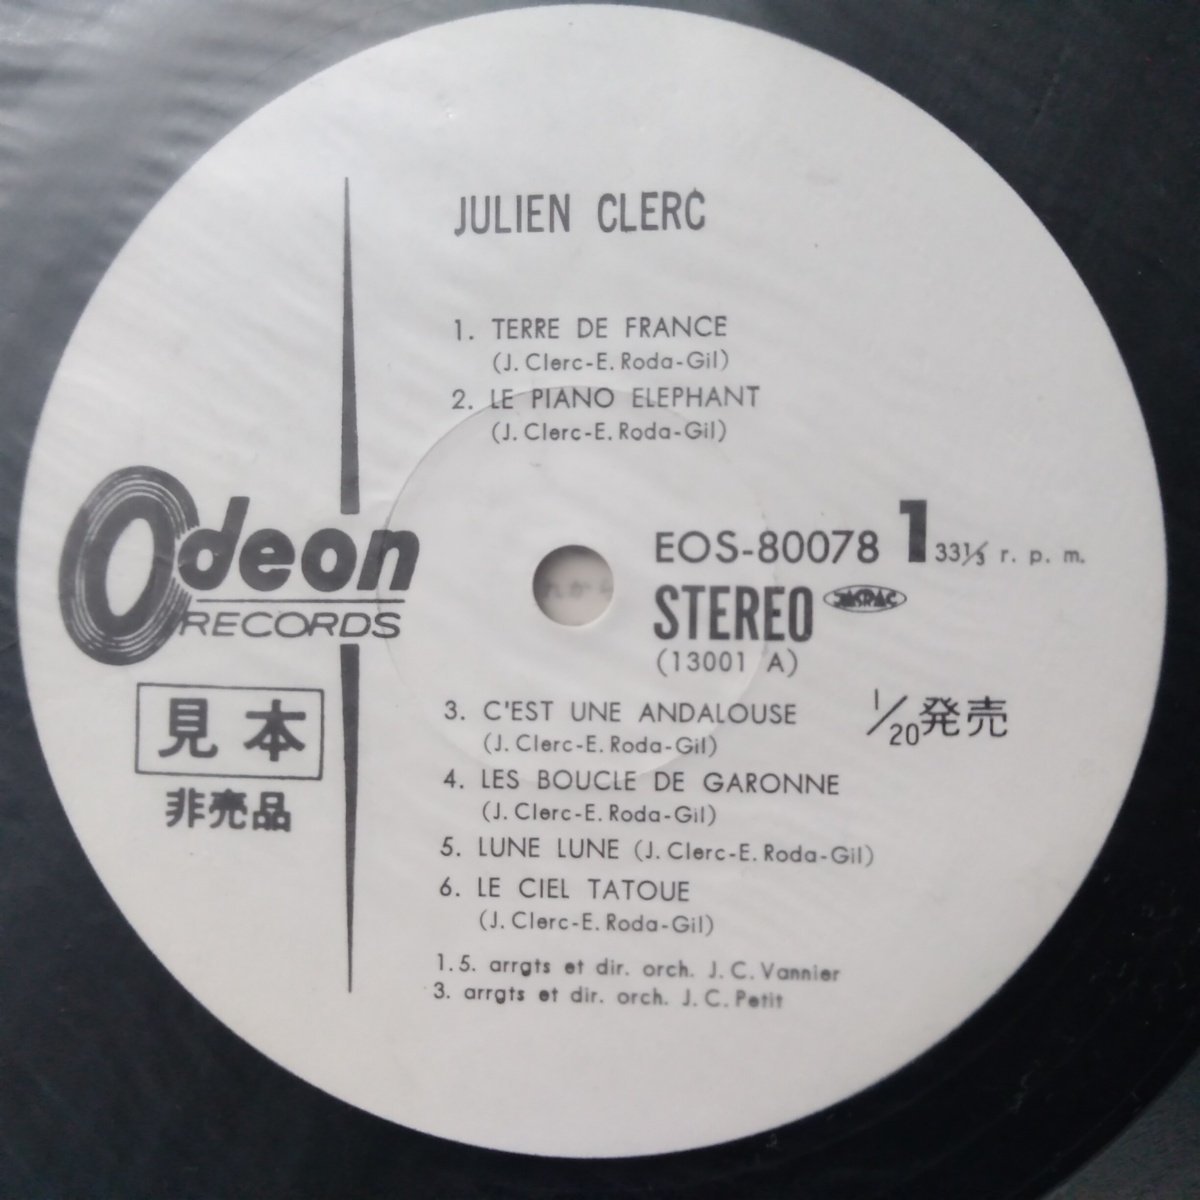 JULIEN CLERC
1. TERRE DE FRANCE
(J. Clerc-E. Roda-Gil)
2. LE PIANO ELEPHANT
(J. Clerc-E. Roda-Gil)
Odeon
RECORDS
見本
非売品
EOS-80078 1 33 1/3 r. p. m.
STEREO JASRAC
(13001 A)
1/20発売
3. C'EST UNE ANDALOUSE
(J. Clerc-E. Roda-Gil)
4. LES BOUCLE DE GARONNE
(J. Clerc-E. Roda-Gil)
5. LUNE LUNE (J. Clerc-E. Roda-Gil)
6. LE CIEL TATOUE
(J. Clerc-E. Roda-Gil)
1.5. arrgts et dir. orch. J. C. Vannier
3. arrgts et dir. orch. J. C. Petit